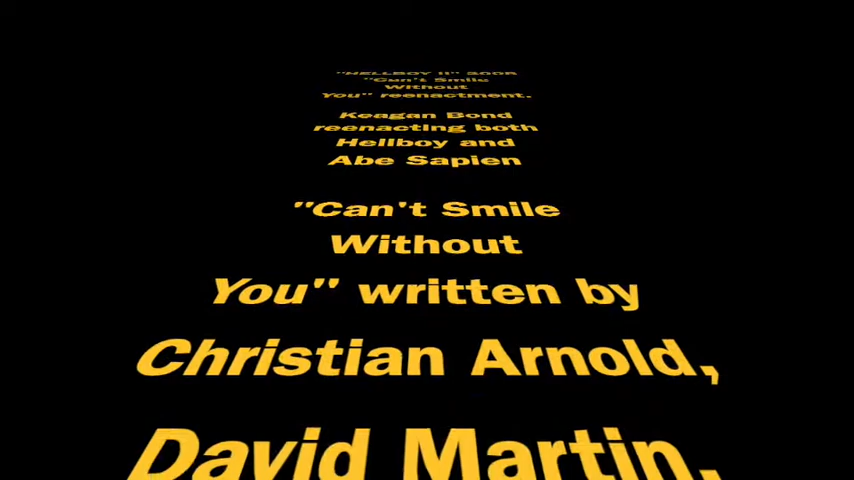 "HELLBOY II" 2008
"Can't Smile
Without
You" reenactment.
Keagan Bond
reenacting both
Hellboy and
Abe Sapien
"Can't Smile
Without
You" written by
Christian Arnold,
David Martin,